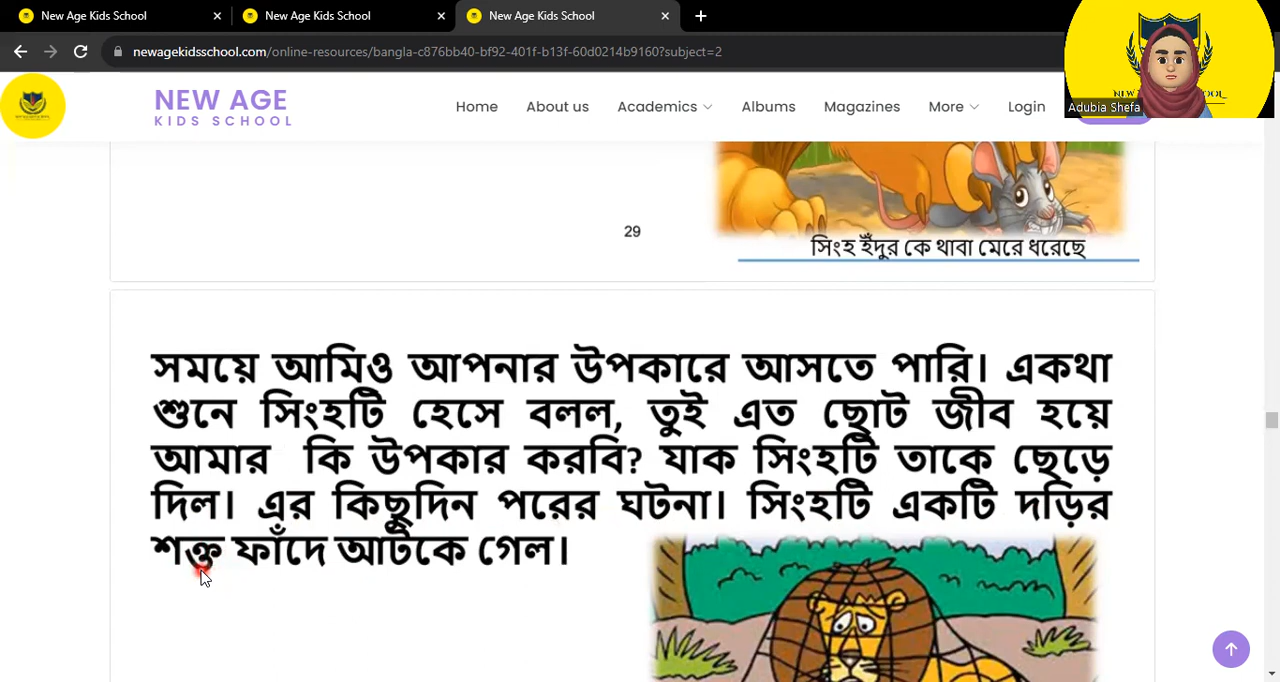 New Age Kids School
New Age Kids School
New Age Kids School
newagekidsschool.com/online-resources/bangla-c876bb40-bf92-401f-b13f-60d0214b9160?subject=2
NEW AGE
KIDS SCHOOL
Home About us Academics Albums Magazines More Login
Adubia Shefa
29
সিংহ ইঁদুর কে থাবা মেরে ধরেছে
সময়ে আমিও আপনার উপকারে আসতে পারি। একথা
শুনে সিংহটি হেসে বলল, তুই এত ছোট জীব হয়ে
আমার কি উপকার করবি? যাক সিংহটি তাকে ছেড়ে
দিল। এর কিছুদিন পরের ঘটনা। সিংহটি একটি দড়ির
শক্ত ফাঁদে আটকে গেল।